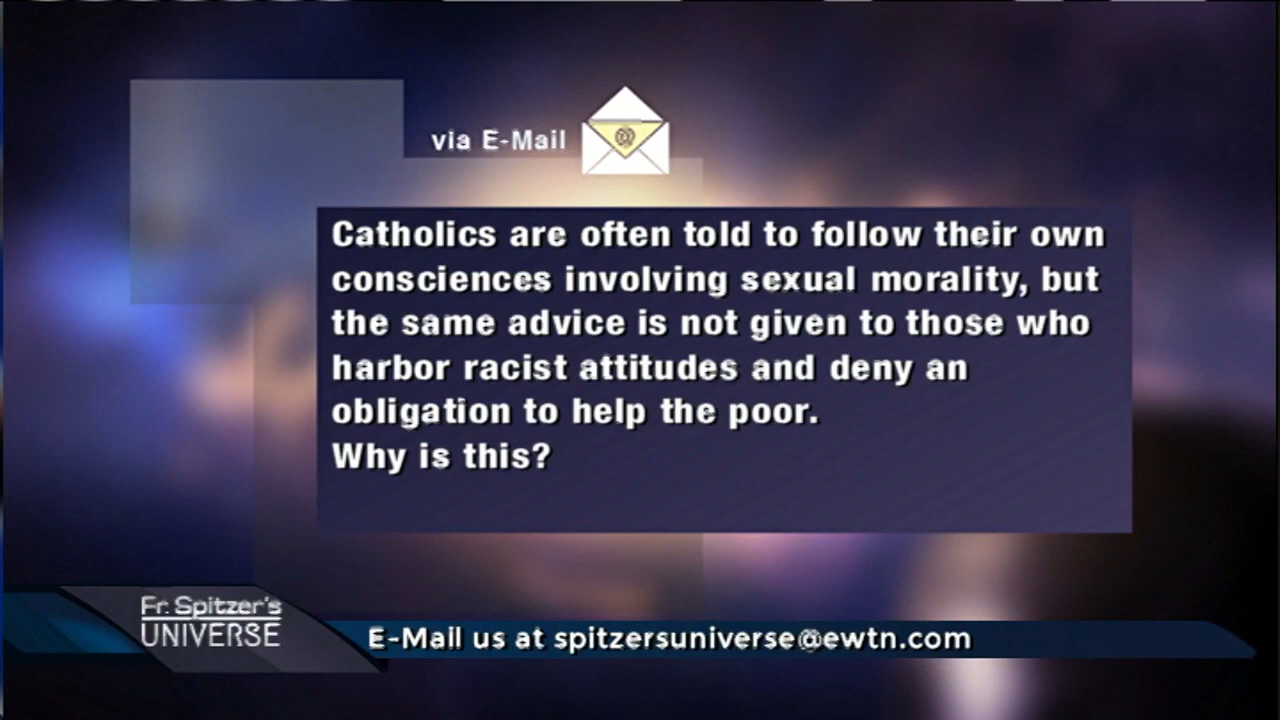 via E-Mail
@
Catholics are often told to follow their own
consciences involving sexual morality, but
the same advice is not given to those who
harbor racist attitudes and deny an
obligation to help the poor.
Why is this?
Fr. Spitzer's
UNIVERSE
E-Mail us at spitzersuniverse@ewtn.com